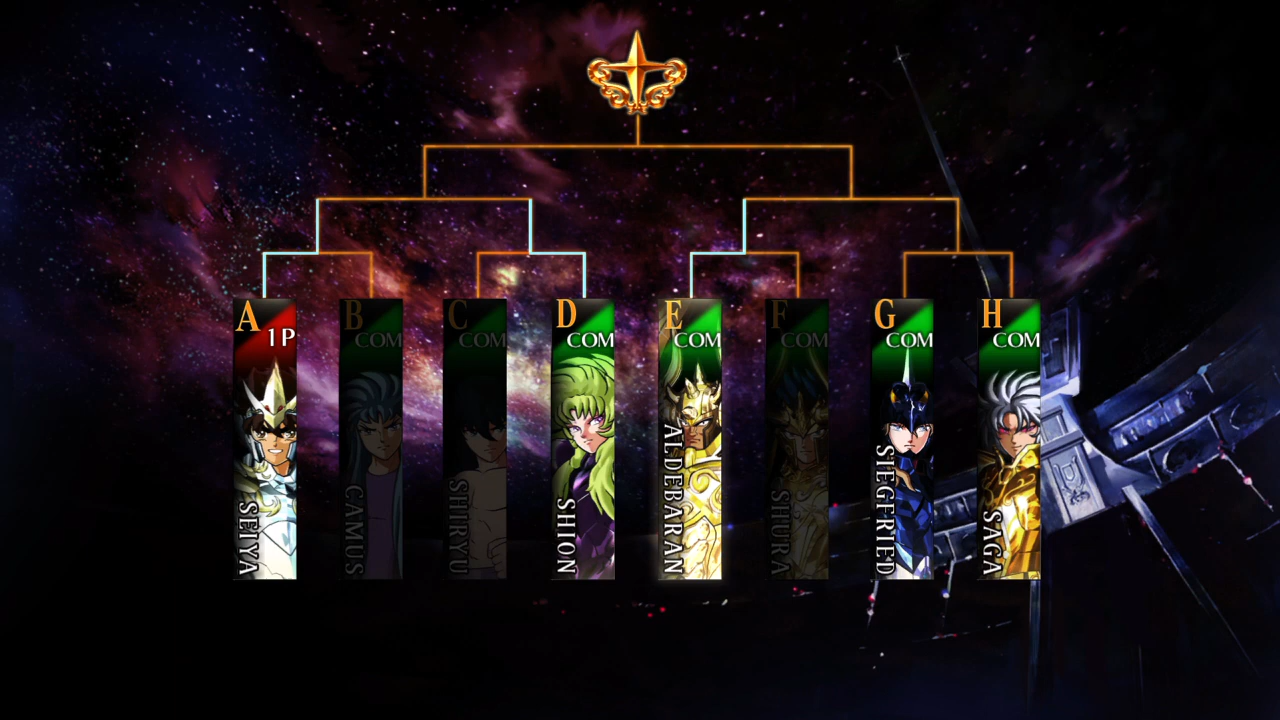 A
1P
SEIYA
B
COM
CAMUS
C
COM
SHIRYU
D
COM
SHION
E
COM
ALDEBARAN
F
COM
SHURA
G
COM
SIEGFRIED
H
COM
SAGA